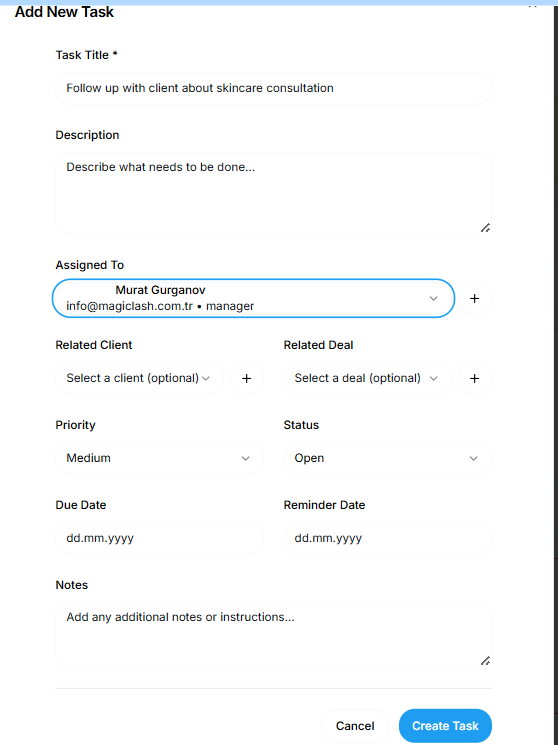 Add New Task
Task Title *
Follow up with client about skincare consultation
Description
Describe what needs to be done...
Assigned To
Murat Gurganov
info@magiclash.com.tr • manager
+
Related Client
Related Deal
Select a client (optional)
+
Select a deal (optional)
+
Priority
Status
Medium
Open
Due Date
Reminder Date
dd.mm.yyyy
dd.mm.yyyy
Notes
Add any additional notes or instructions...
Cancel
Create Task